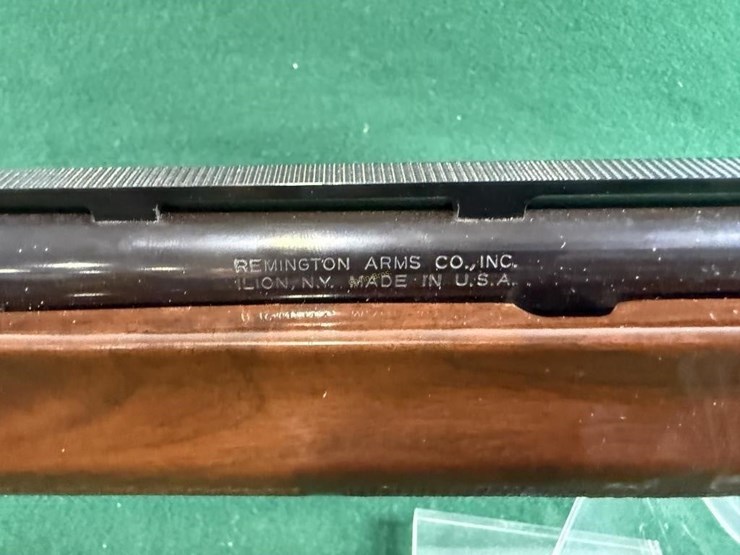 REMINGTON ARMS CO., INC.
ILION, N.Y. MADE IN U.S.A.